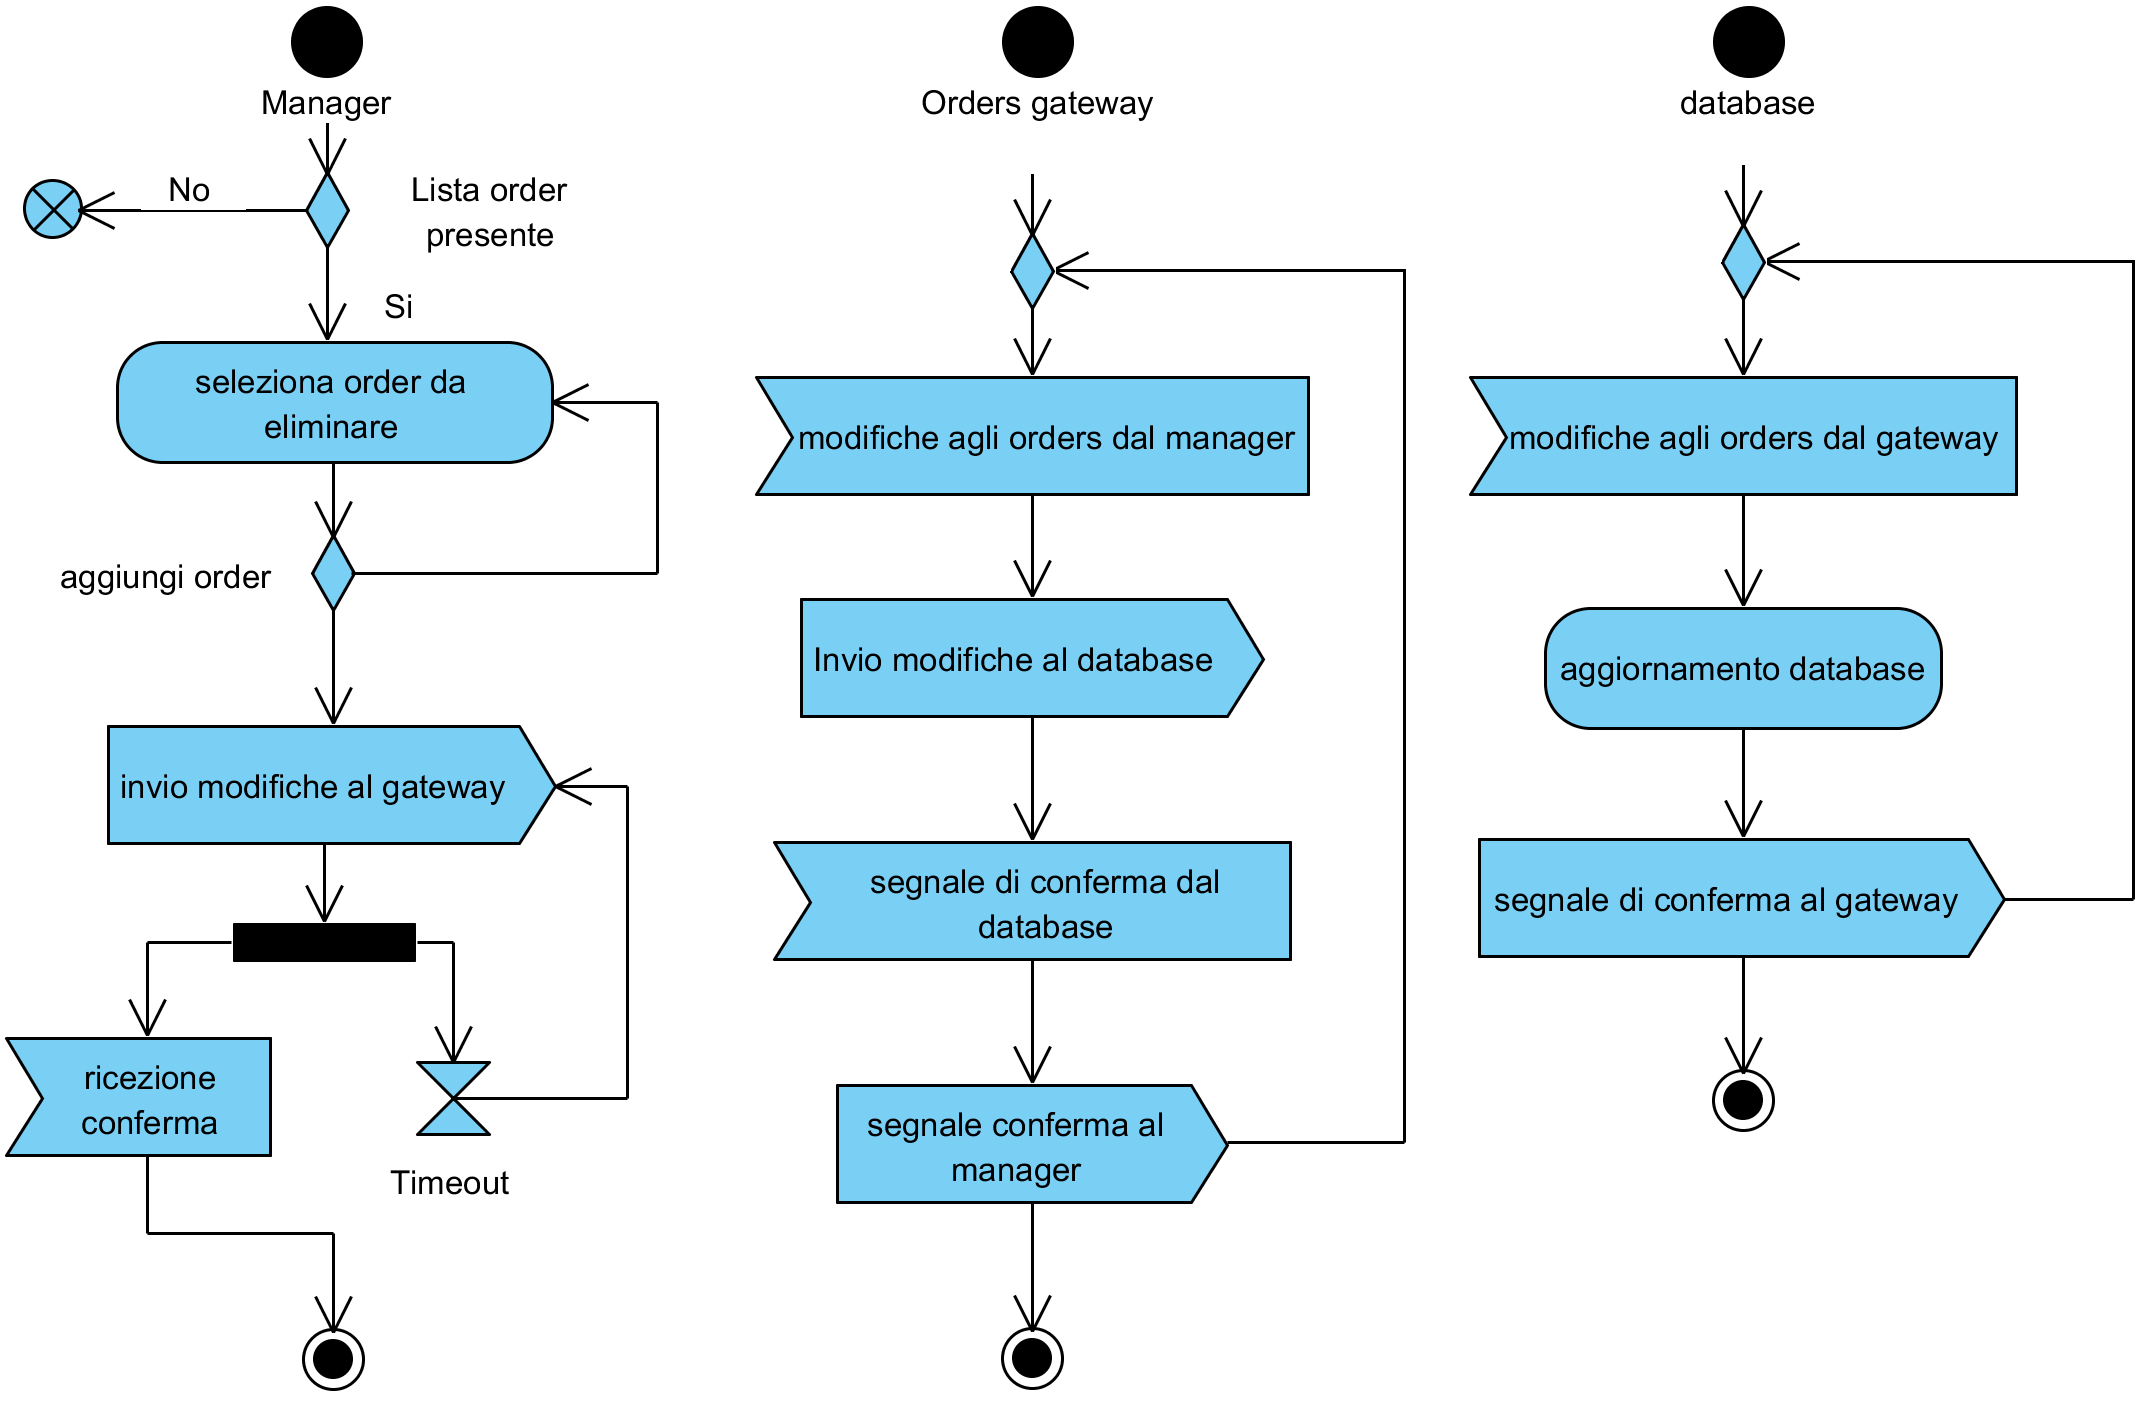 Manager
No
Lista order
presente
Si
seleziona order da
eliminare
aggiungi order
invio modifiche al gateway
ricezione
conferma
Timeout
Orders gateway
modifiche agli orders dal manager
Invio modifiche al database
segnale di conferma dal
database
segnale conferma al
manager
database
modifiche agli orders dal gateway
aggiornamento database
segnale di conferma al gateway